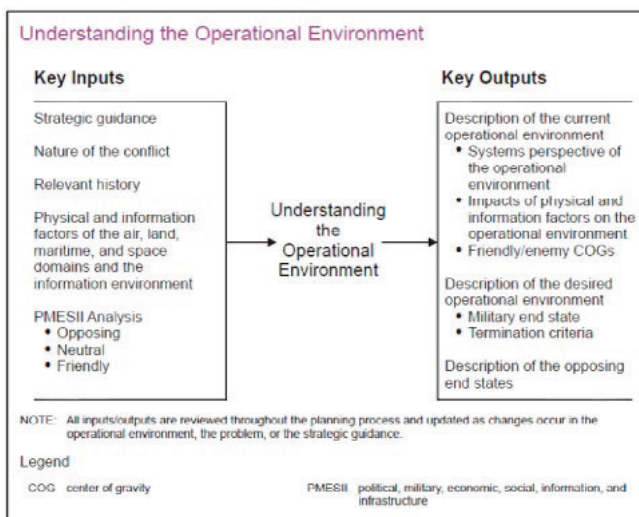 Understanding the Operational Environment
Key Inputs
Strategic guidance
Nature of the conflict
Relevant history
Physical and information
factors of the air, land,
maritime, and space
domains and the
information environment
PMESII Analysis
• Opposing
• Neutral
• Friendly
Understanding
the
Operational
Environment
Key Outputs
Description of the current
operational environment
• Systems perspective of
the operational
environment
• Impacts of physical and
information factors on the
operational environment
• Friendly/enemy COGs
Description of the desired
operational environment
• Military end state
• Termination criteria
Description of the opposing
end states
NOTE: All inputs/outputs are reviewed throughout the planning process and updated as changes occur in the
operational environment, the problem, or the strategic guidance.
Legend
COG center of gravity
PMESII political, military, economic, social, information, and
infrastructure